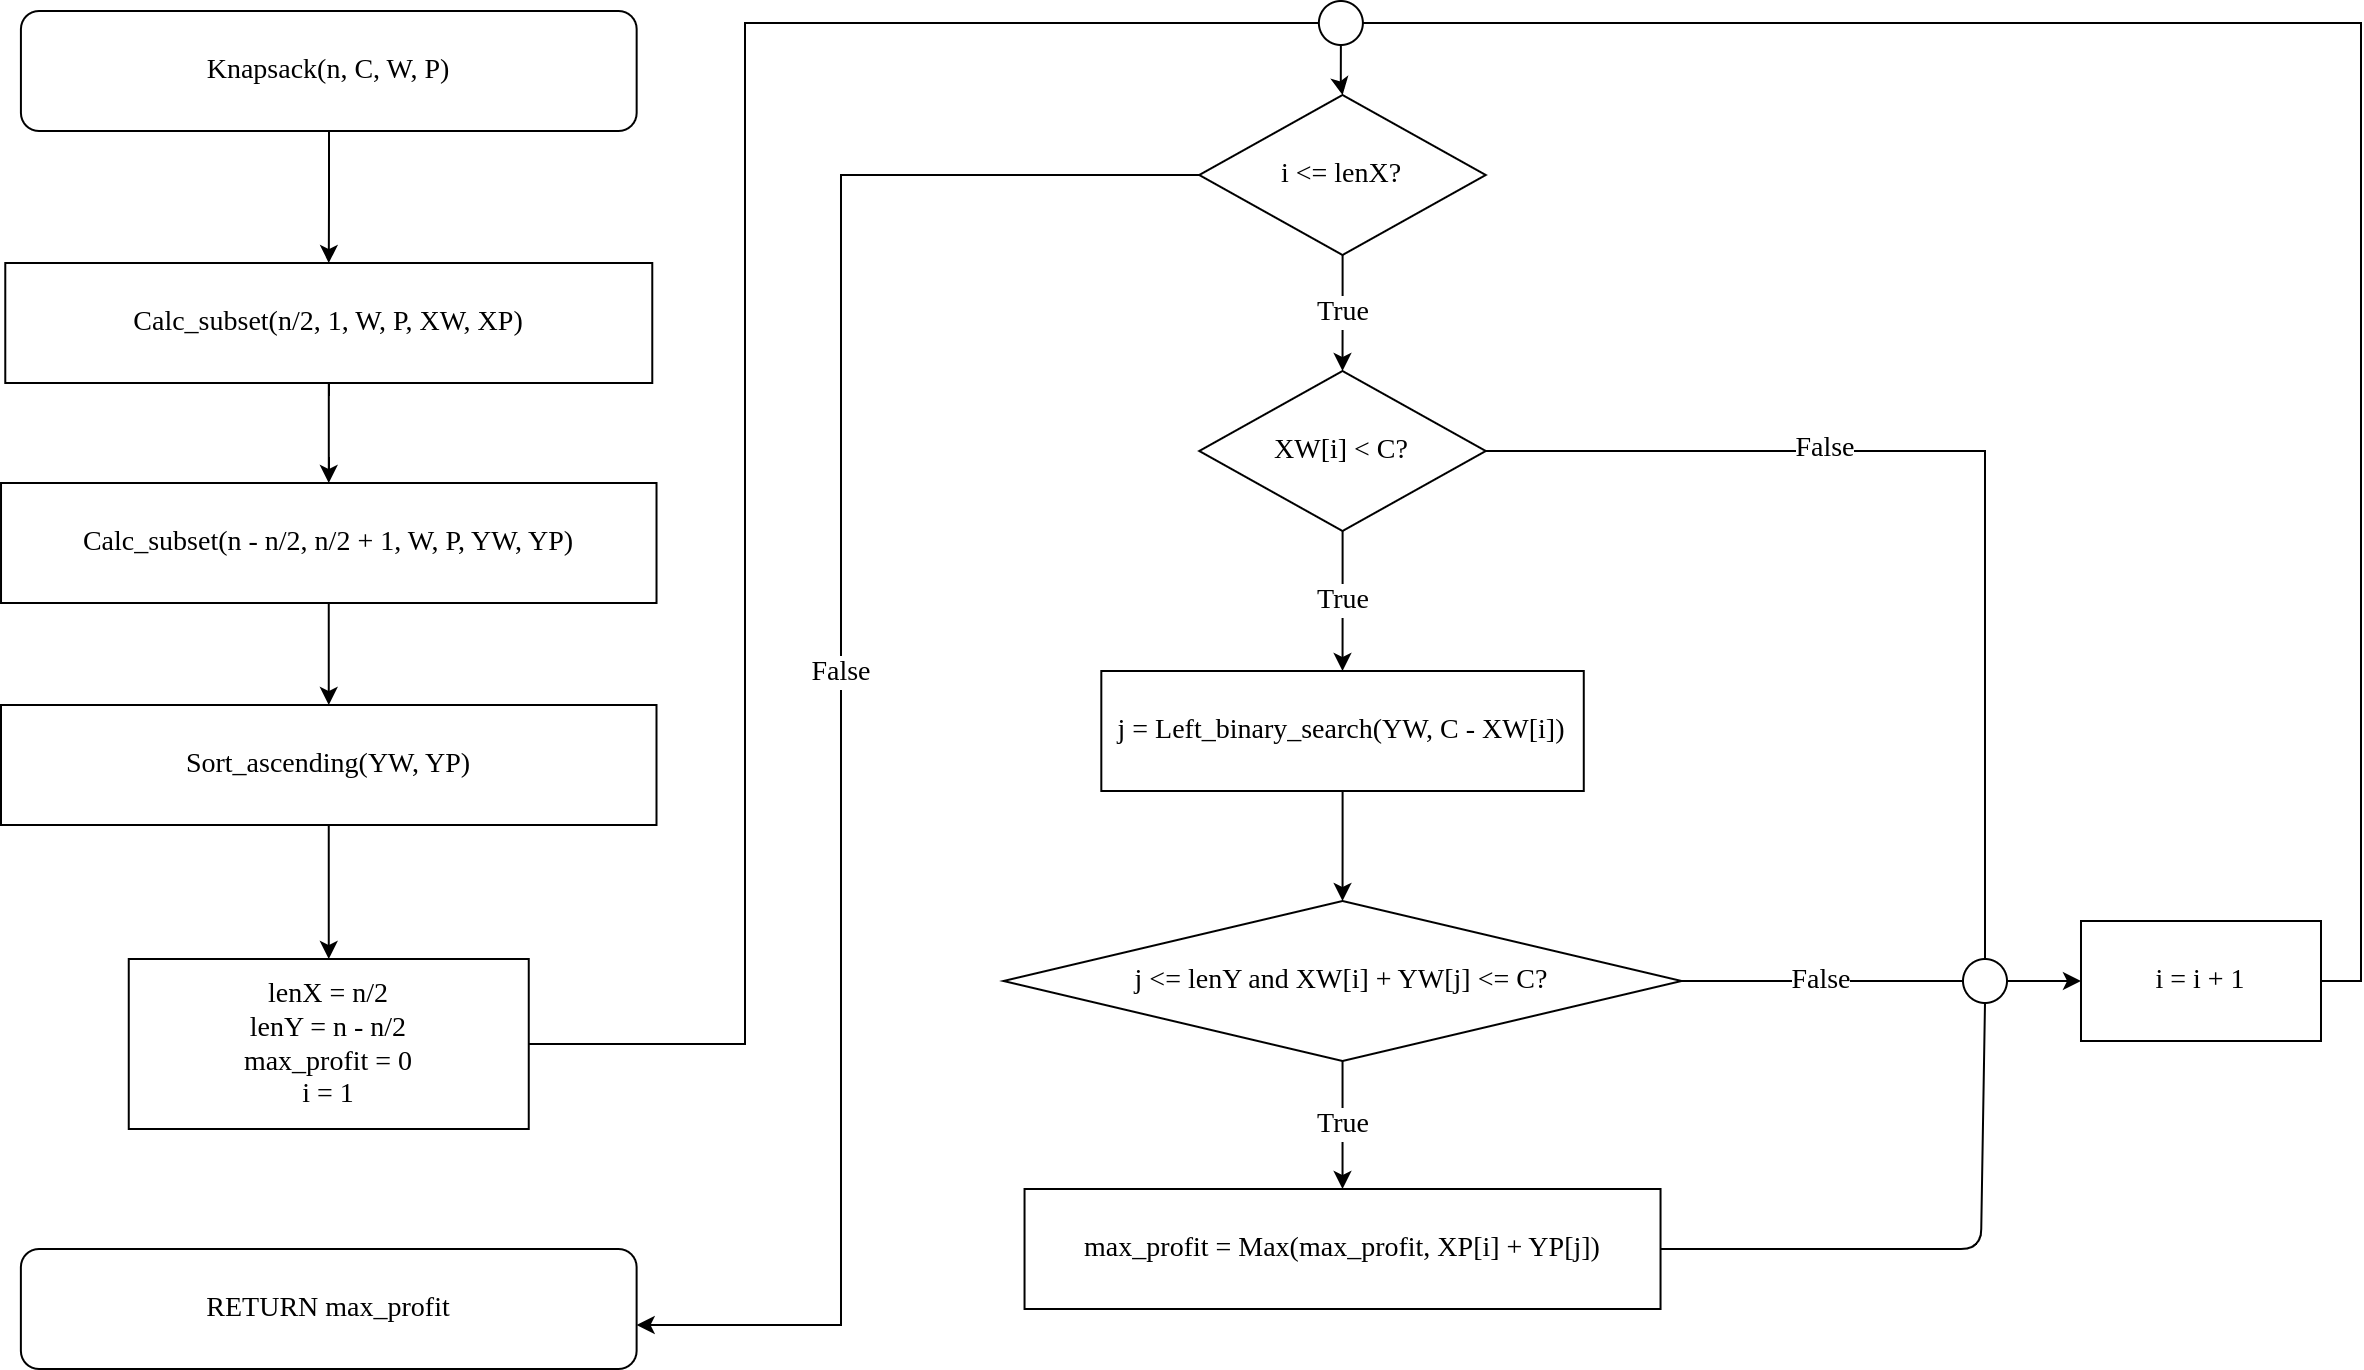 Knapsack(n, C, W, P)
Calc_subset(n/2, 1, W, P, XW, XP)
Calc_subset(n - n/2, n/2 + 1, W, P, YW, YP)
Sort_ascending(YW, YP)
lenX = n/2
lenY = n - n/2
max_profit = 0
i = 1
RETURN max_profit
False
i <= lenX?
True
XW[i] < C?
False
True
j = Left_binary_search(YW, C - XW[i])
j <= lenY and XW[i] + YW[j] <= C?
False
i = i + 1
True
max_profit = Max(max_profit, XP[i] + YP[j])